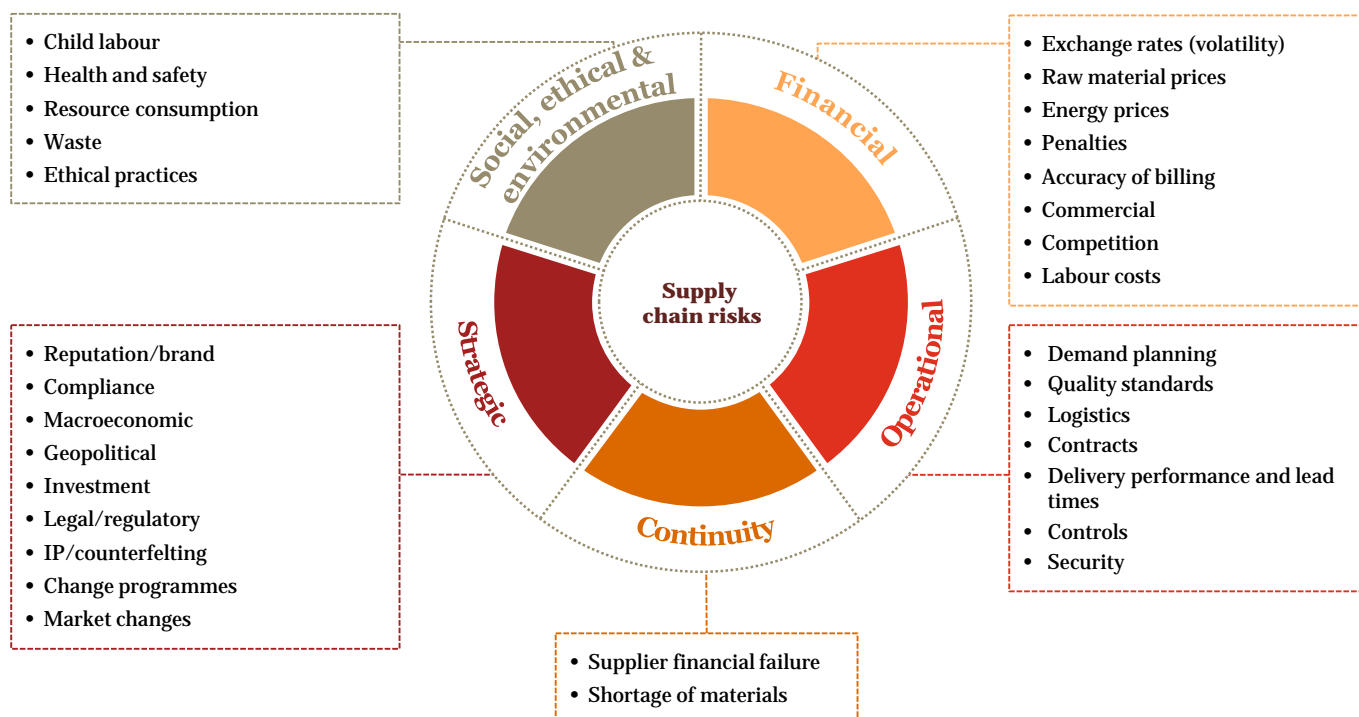 • Child labour
• Health and safety
• Resource consumption
• Waste
• Ethical practices
Social, ethical &
environmental
Financial
• Exchange rates (volatility)
• Raw material prices
• Energy prices
• Penalties
• Accuracy of billing
• Commercial
• Competition
• Labour costs
Supply
chain risks
Strategic
• Reputation/brand
• Compliance
• Macroeconomic
• Geopolitical
• Investment
• Legal/regulatory
• IP/counterfelting
• Change programmes
• Market changes
Operational
• Demand planning
• Quality standards
• Logistics
• Contracts
• Delivery performance and lead
times
• Controls
• Security
Continuity
• Supplier financial failure
• Shortage of materials